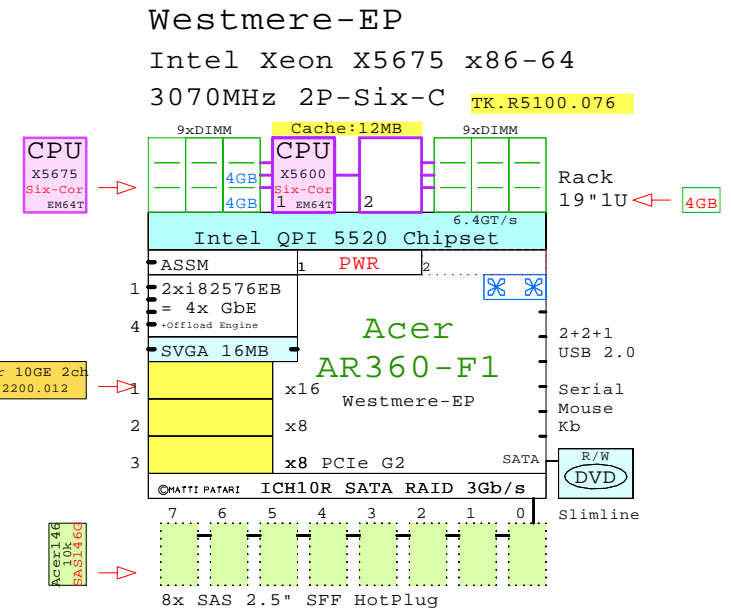 Westmere-EP
Intel Xeon X5675 x86-64
3070MHz 2P-Six-C TK.R5100.076
9xDIMM Cache:12MB 9xDIMM
CPU
X5675
Six-Cor
EM64T
4GB
4GB
CPU
X5600
Six-Cor
1 EM64T
2
Rack
19"1U
4GB
6.4GT/s
Intel QPI 5520 Chipset
ASSM 1 PWR 2
1 2xi82576EB
= 4x GbE
4 +Offload Engine
SVGA 16MB
Acer
AR360-F1
Westmere-EP
2+2+1
USB 2.0
Serial
Mouse
Kb
r 10GE 2ch
2200.012
1 x16
2 x8
3 x8 PCIe G2
SATA
R/W
DVD
Slimline
©MATTI PATARI ICH10R SATA RAID 3Gb/s
7 6 5 4 3 2 1 0
Acer146
10k
SAS146G
8x SAS 2.5" SFF HotPlug